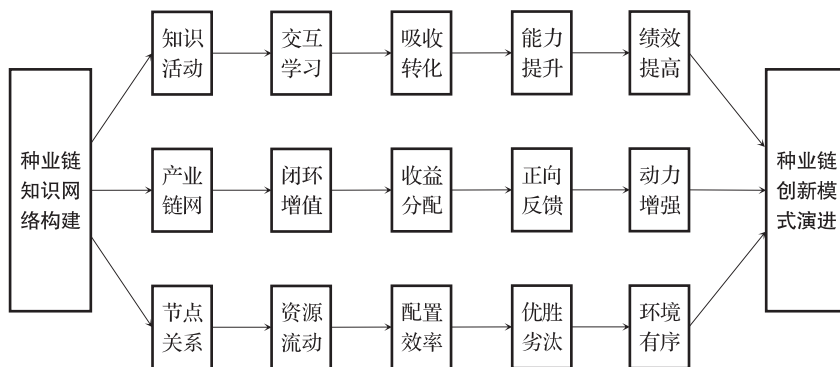 种业链
知识网
络构建
知识
活动
交互
学习
吸收
转化
能力
提升
绩效
提高
产业
链网
闭环
增值
收益
分配
正向
反馈
动力
增强
节点
关系
资源
流动
配置
效率
优胜
劣汰
环境
有序
种业链
创新模
式演进